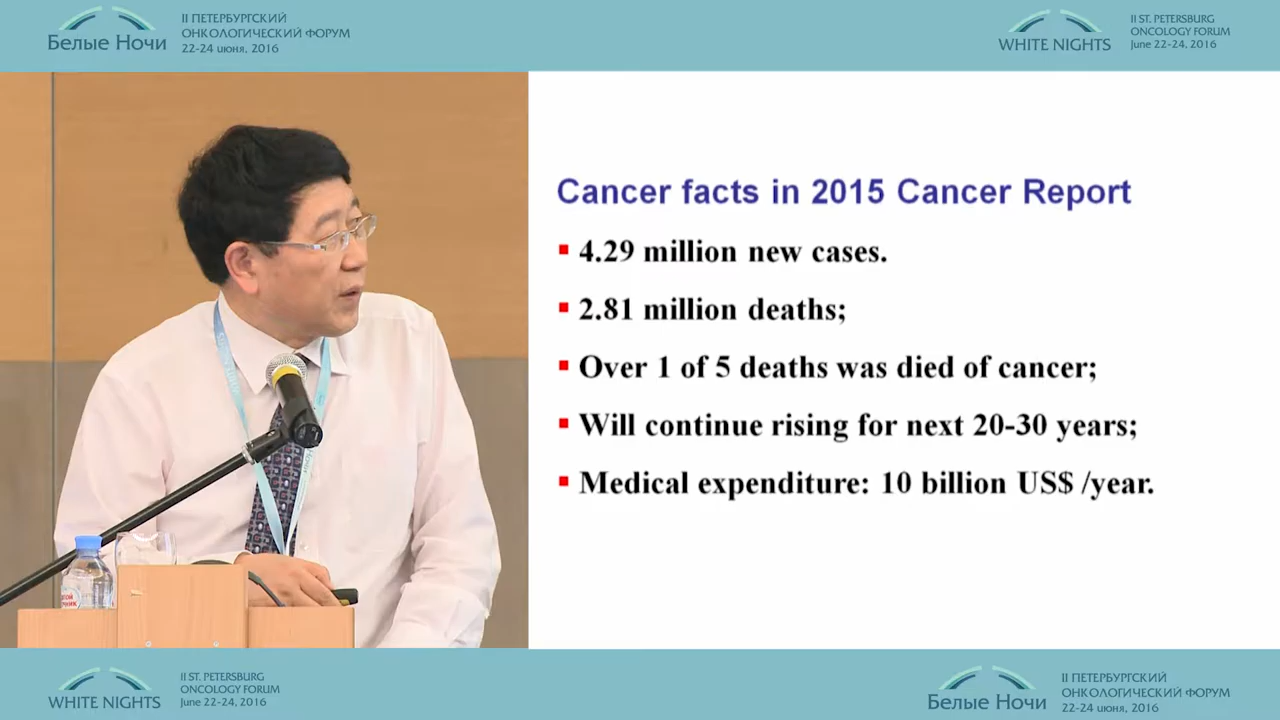 Белые Ночи
II ПЕТЕРБУРГСКИЙ
ОНКОЛОГИЧЕСКИЙ ФОРУМ
22-24 июня, 2016
WHITE NIGHTS
II ST. PETERSBURG
ONCOLOGY FORUM
June 22-24, 2016
Cancer facts in 2015 Cancer Report
4.29 million new cases.
2.81 million deaths;
Over 1 of 5 deaths was died of cancer;
Will continue rising for next 20-30 years;
Medical expenditure: 10 billion US$ /year.
WHITE NIGHTS
II ST. PETERSBURG
ONCOLOGY FORUM
June 22-24, 2016
Белые Ночи
II ПЕТЕРБУРГСКИЙ
ОНКОЛОГИЧЕСКИЙ ФОРУМ
22-24 июня, 2016